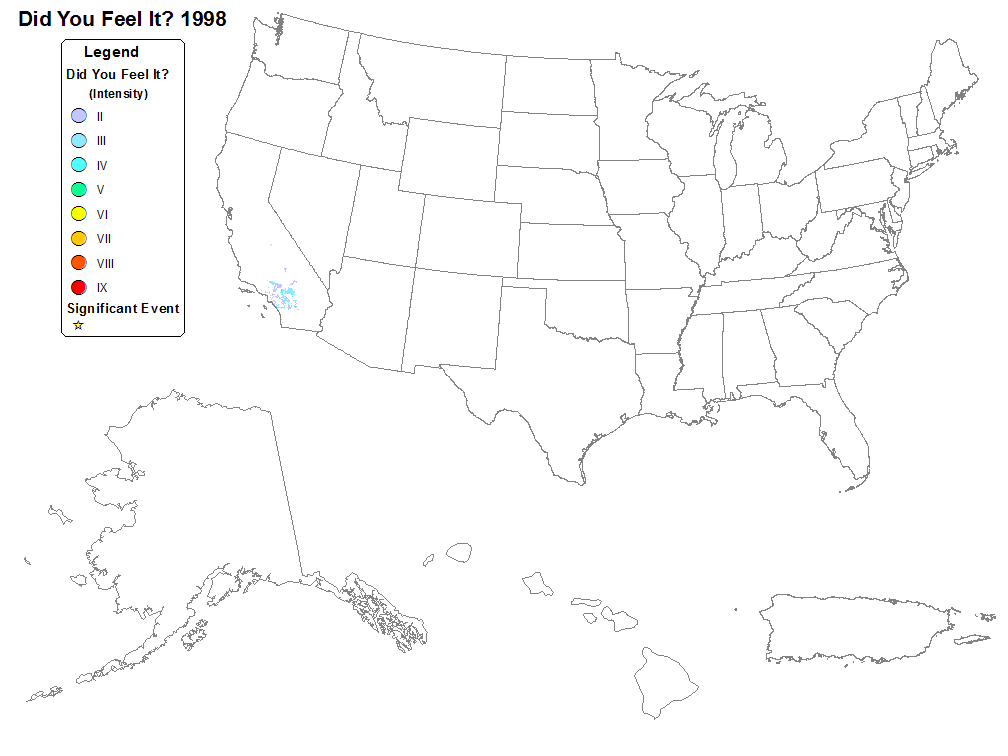 Did You Feel It? 1998
Legend
Did You Feel It?
(Intensity)
II
III
IV
V
VI
VII
VIII
IX
Significant Event